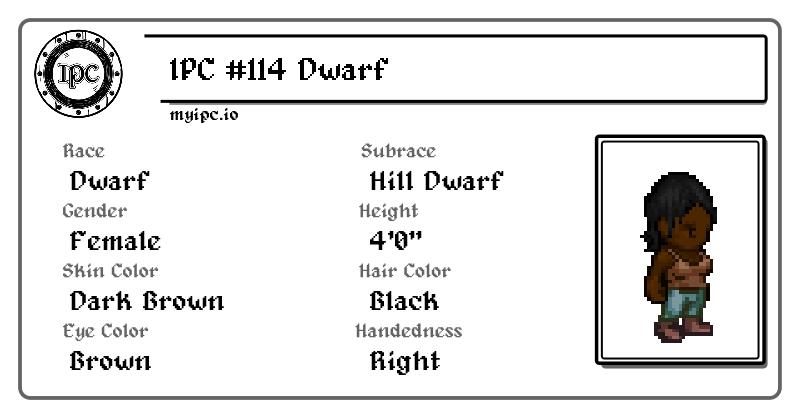 IPC
IPC #114 Dwarf
myipc.io
Race
Subrace
Dwarf
Hill Dwarf
Gender
Height
Female
4'0"
Skin Color
Hair Color
Dark Brown
Black
Eye Color
Handedness
Brown
Right